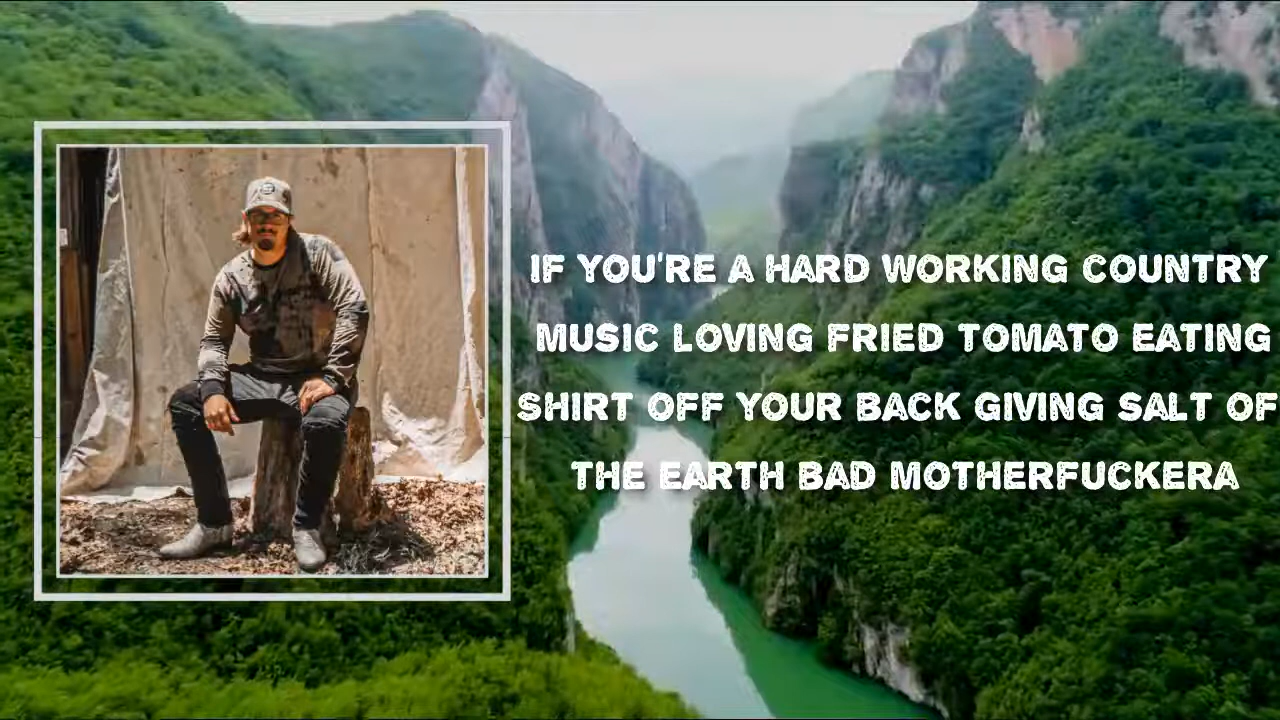 IF YOU'RE A HARD WORKING COUNTRY
MUSIC LOVING FRIED TOMATO EATING
SHIRT OFF YOUR BACK GIVING SALT OF
THE EARTH BAD MOTHERFUCKERA